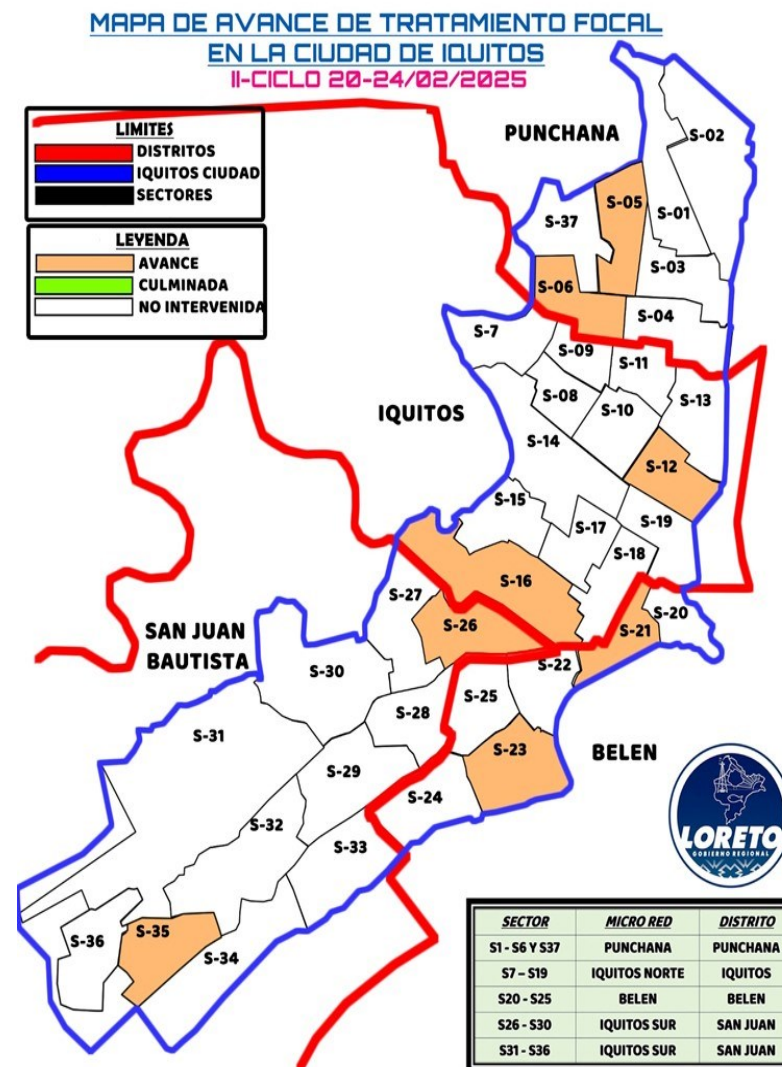 MAPA DE AVANCE DE TRATAMIENTO FOCAL
EN LA CIUDAD DE IQUITOS
II-CICLO 20-24/02/2025
LIMITES
DISTRITOS
IQUITOS CIUDAD
SECTORES
LEYENDA
AVANCE
CULMINADA
NO INTERVENIDA
PUNCHANA
S-02
S-05
S-37
S-01
S-03
S-06
S-04
S-7
S-09
S-11
S-13
IQUITOS
S-08
S-10
S-14
S-12
S-15
S-17
S-19
S-18
S-16
S-27
S-20
S-26
S-21
SAN JUAN
BAUTISTA
S-30
S-22
S-25
S-28
S-31
S-23
BELEN
S-29
S-24
S-32
S-33
S-35
S-36
S-34
LORETO
GOBIERNO REGIONAL
SECTOR MICRO RED DISTRITO
S1 - S6 Y S37 PUNCHANA PUNCHANA
S7 – S19 IQUITOS NORTE IQUITOS
S20 - S25 BELEN BELEN
S26 - S30 IQUITOS SUR SAN JUAN
S31 - S36 IQUITOS SUR SAN JUAN